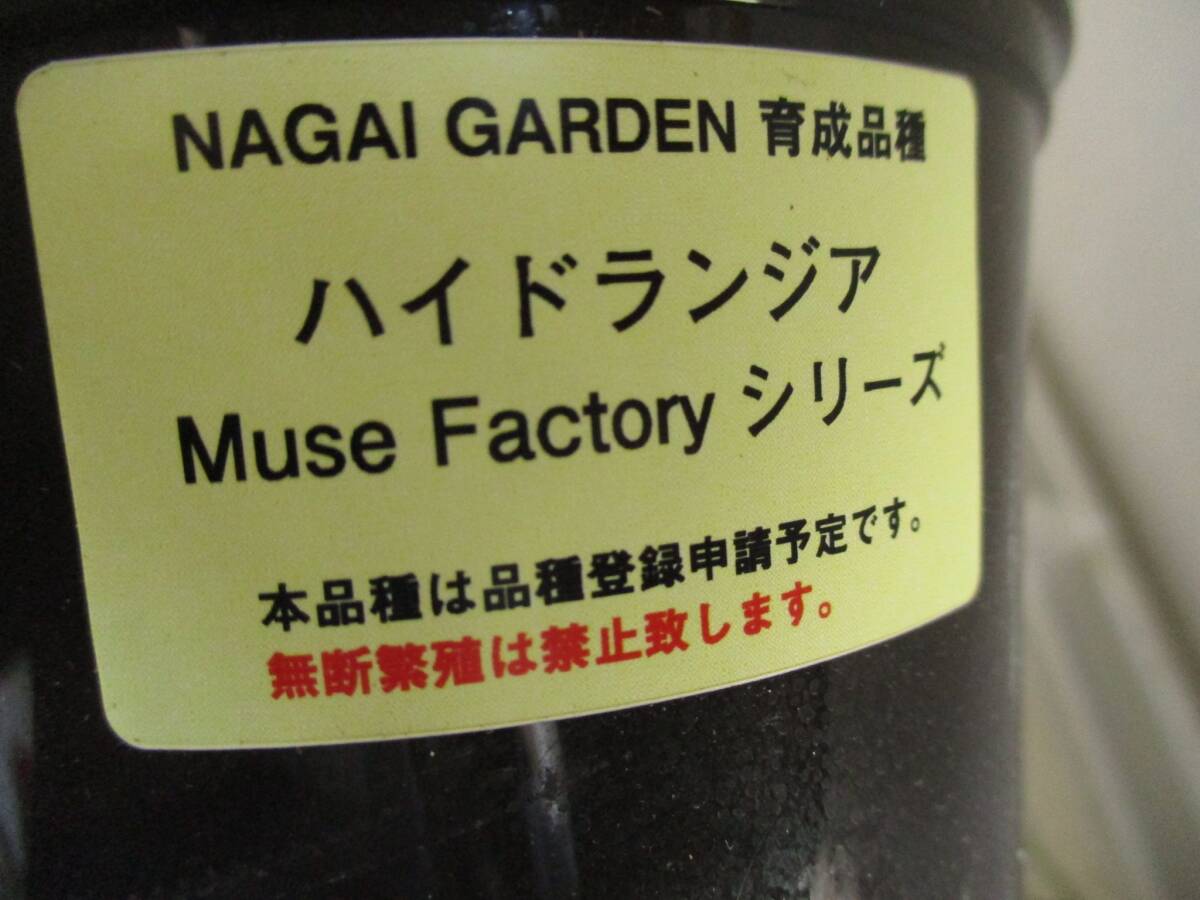 NAGAI GARDEN 育成品種
ハイドランジア
Muse Factory シリーズ
本品種は品種登録申請予定です。
無断繁殖は禁止致します。